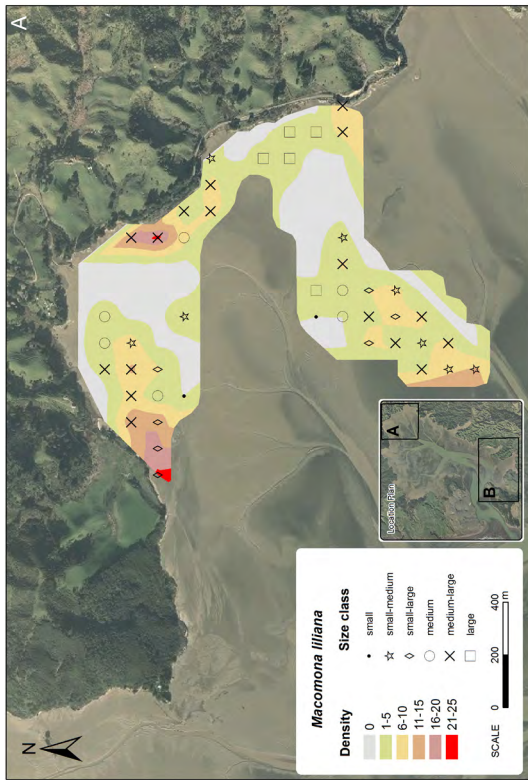 A
N
Macomona liliana
Density
0
1-5
6-10
11-15
16-20
21-25
Size class
small
small-medium
small-large
medium
medium-large
large
SCALE 0 200 400 m
Location Plan
A
B